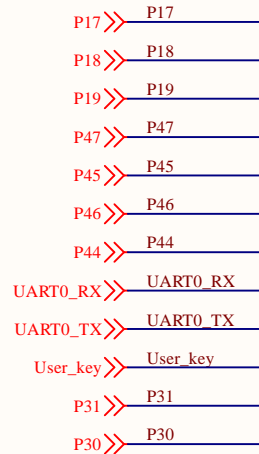 P17 P17
P18 P18
P19 P19
P47 P47
P45 P45
P46 P46
P44 P44
UART0_RX UART0_RX
UART0_TX UART0_TX
User_key User_key
P31 P31
P30 P30